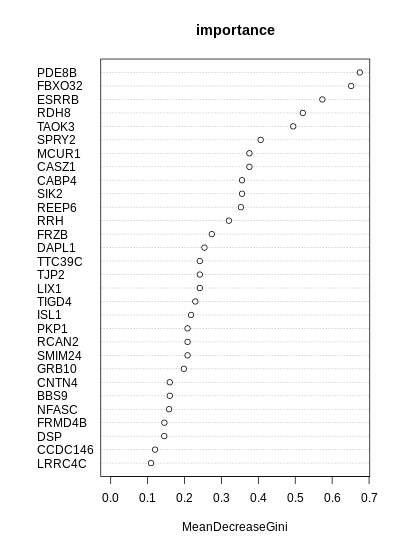 importance
PDE8B
FBXO32
ESRRB
RDH8
TAOK3
SPRY2
MCUR1
CASZ1
CABP4
SIK2
REEP6
RRH
FRZB
DAPL1
TTC39C
TJP2
LIX1
TIGD4
ISL1
PKP1
RCAN2
SMIM24
GRB10
CNTN4
BBS9
NFASC
FRMD4B
DSP
CCDC146
LRRC4C
0.0 0.1 0.2 0.3 0.4 0.5 0.6 0.7
MeanDecreaseGini